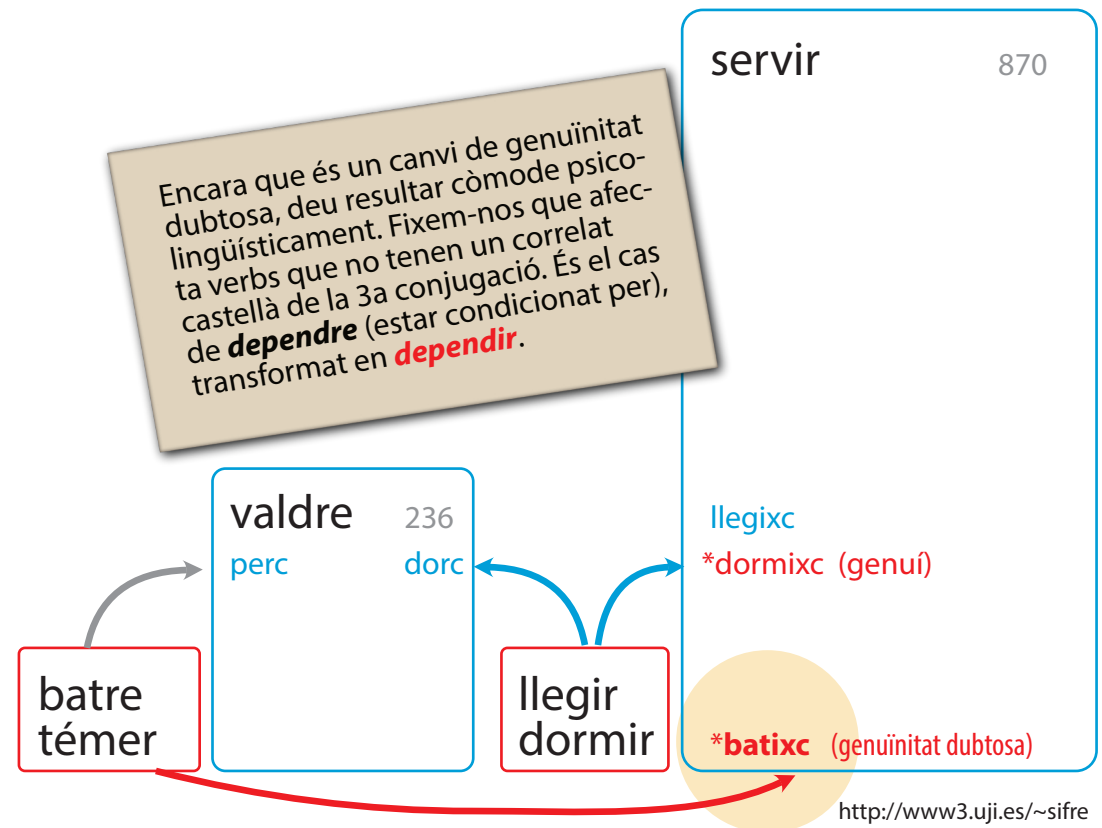 servir 870
Encara que és un canvi de genuïnitat
dubtosa, deu resultar còmode psico-
lingüísticament. Fixem-nos que afec-
ta verbs que no tenen un correlat
castellà de la 3a conjugació. És el cas
de dependre (estar condicionat per),
transformat en dependir.
valdre 236
perc dorc
llegixc
*dormixc (genuí)
batre
témer
llegir
dormir
*batixc (genuïnitat dubtosa)
http://www3.uji.es/~sifre